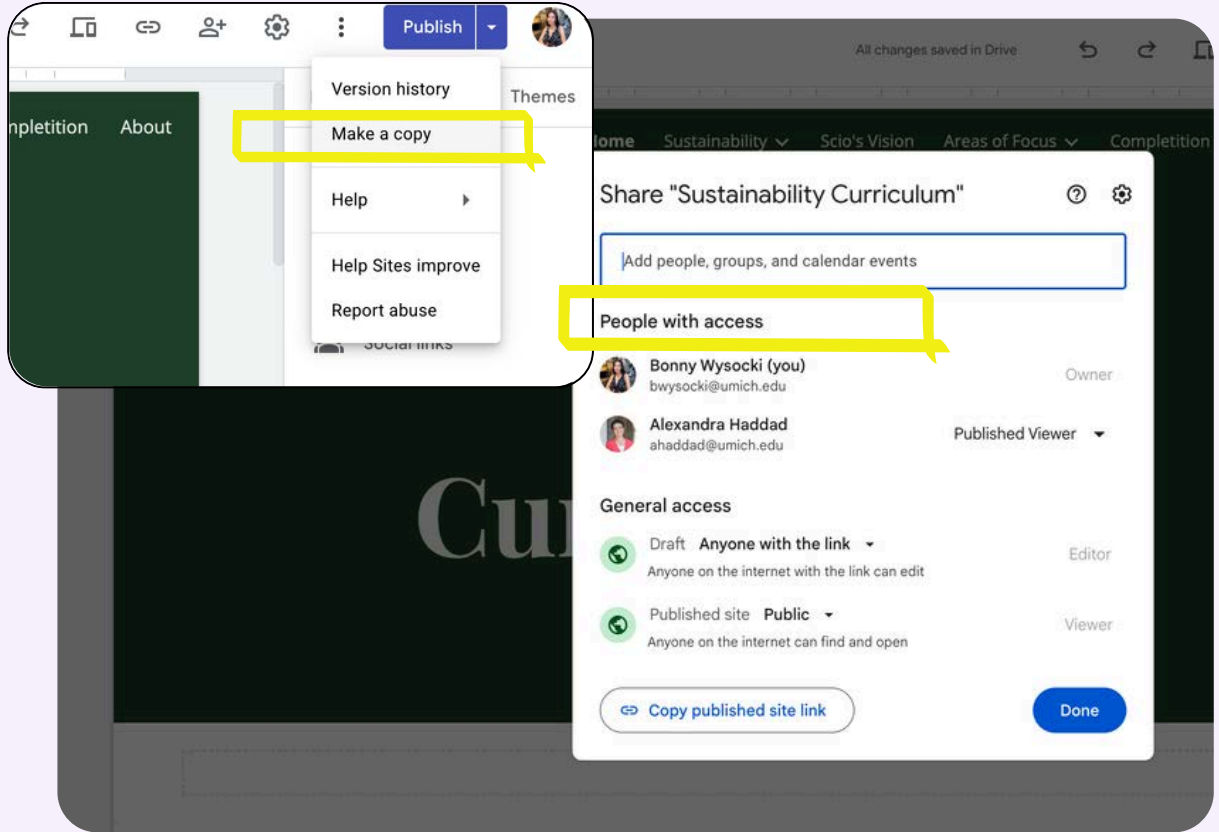 Publish
Version history
Themes
Make a copy
About
Help
Help Sites improve
Report abuse
Social links
All changes saved in Drive
Sustainability
Scio's Vision
Areas of Focus
Completition
Share "Sustainability Curriculum"
Add people, groups, and calendar events
People with access
Bonny Wysocki (you)
bwysocki@umich.edu
Owner
Alexandra Haddad
ahaddad@umich.edu
Published Viewer
General access
Draft Anyone with the link
Anyone on the internet with the link can edit
Editor
Published site Public
Anyone on the internet can find and open
Viewer
Copy published site link
Done